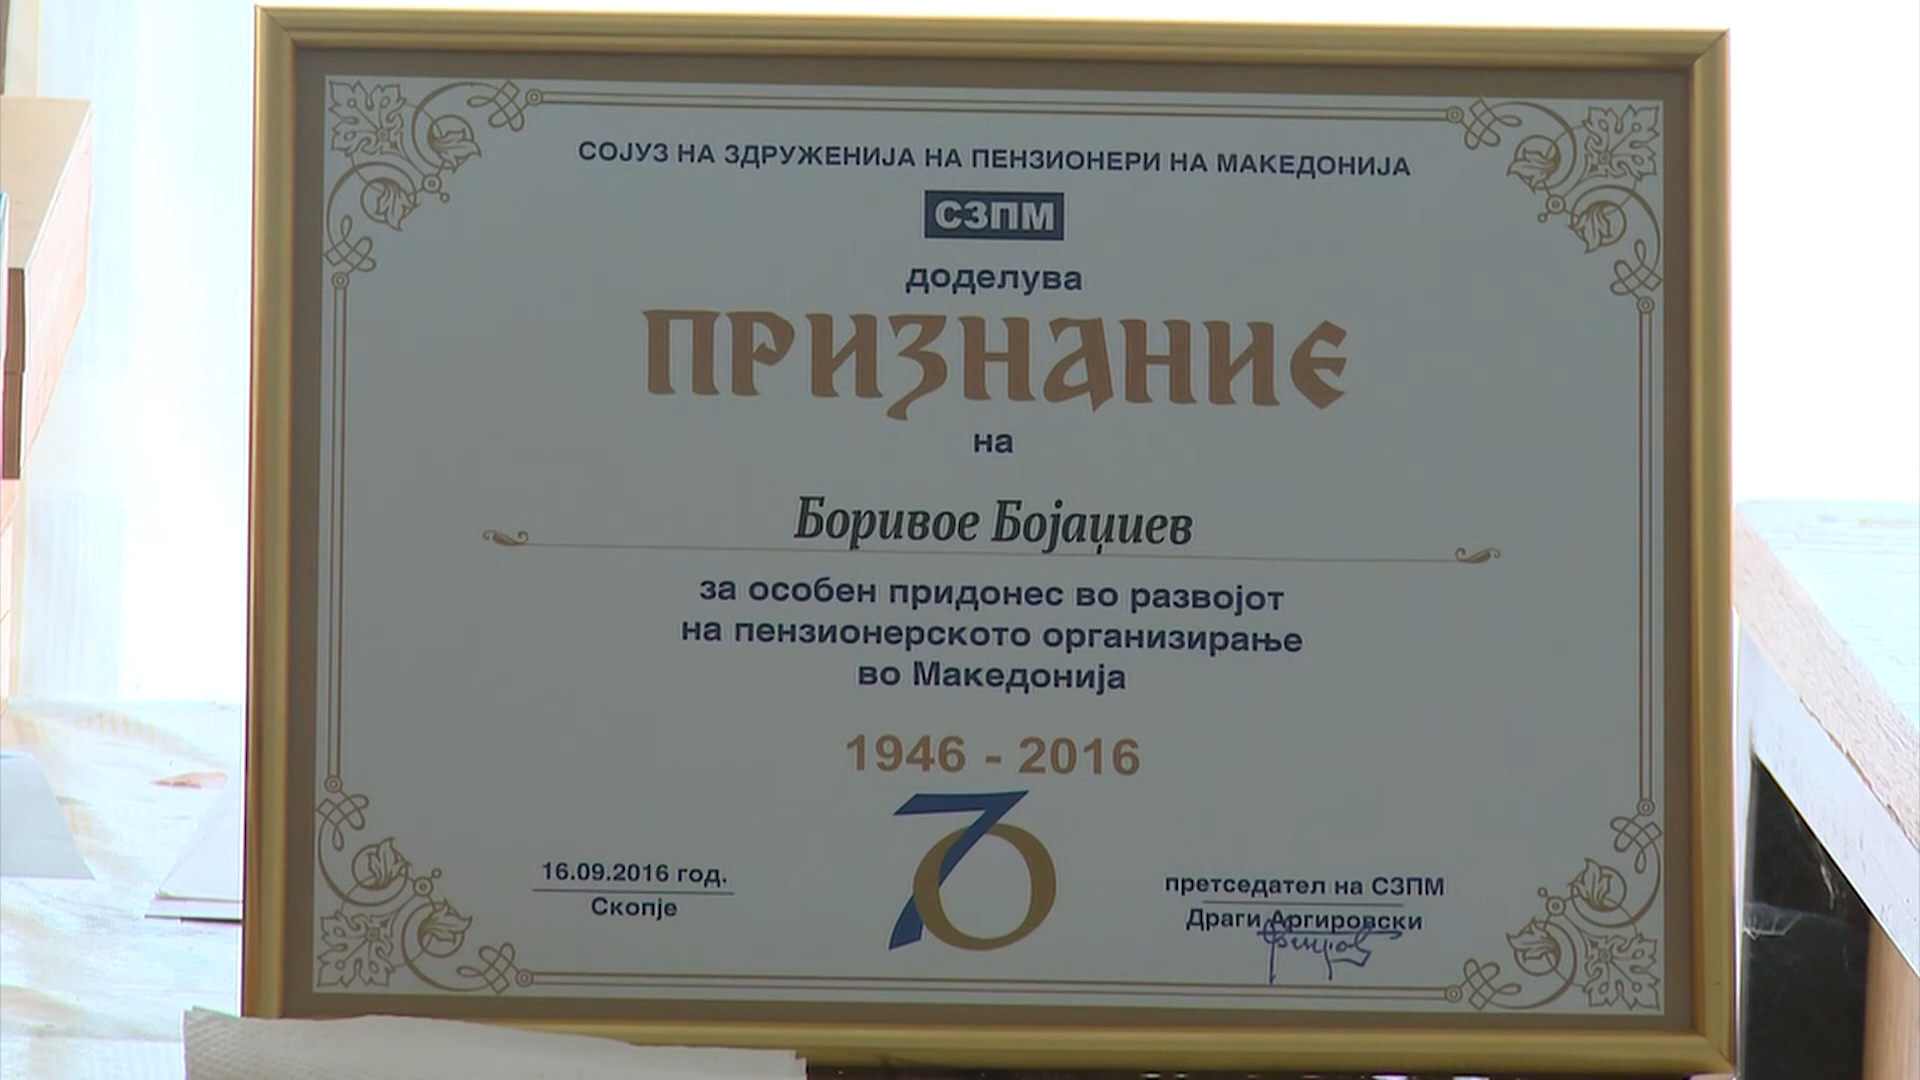 СОЈУЗ НА ЗДРУЖЕНИЈА НА ПЕНЗИОНЕРИ НА МАКЕДОНИЈА
СЗПМ
доделува
ПРИЗНАНИЕ
на
Боривое Бојаџиев
за особен придонес во развојот
на пензионерското организирање
во Македонија
1946 - 2016
70
16.09.2016 год.
Скопје
претседател на СЗПМ
Драги Аргировски